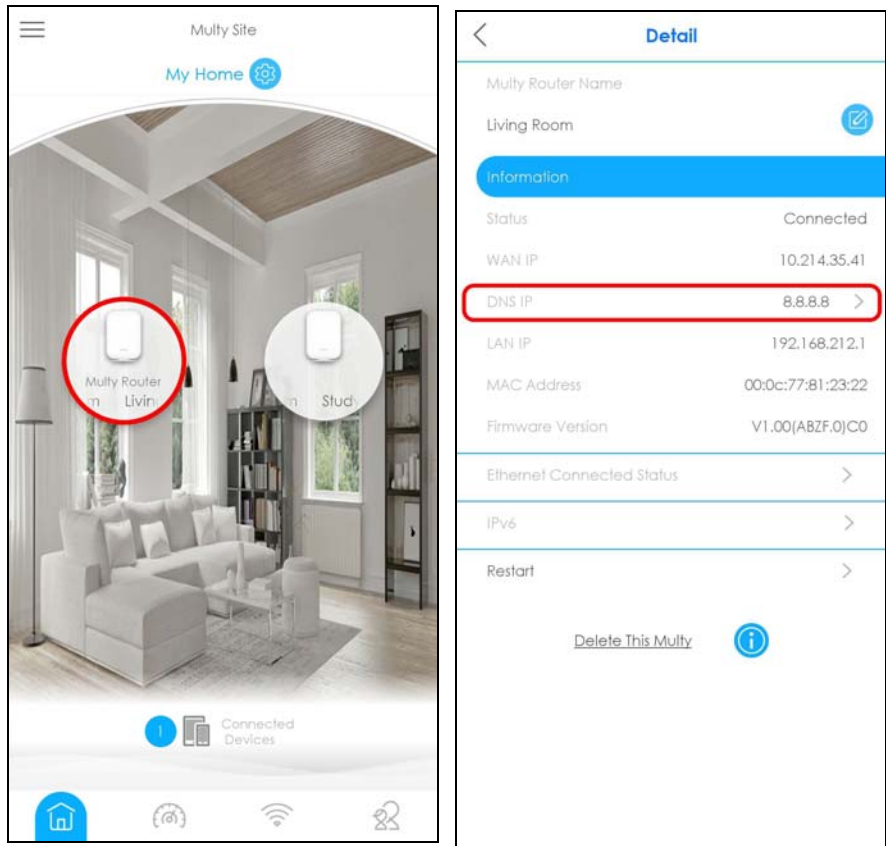 Multy Site
My Home
Multy Router
m Livin
n Stud
1
Connected
Devices
Detail
Multy Router Name
Living Room
Information
Status Connected
WAN IP 10.214.35.41
DNS IP 8.8.8.8 >
LAN IP 192.168.212.1
MAC Address 00:0c:77:81:23:22
Firmware Version V1.00(ABZF.0)C0
Ethernet Connected Status >
IPv6 >
Restart >
Delete This Multy